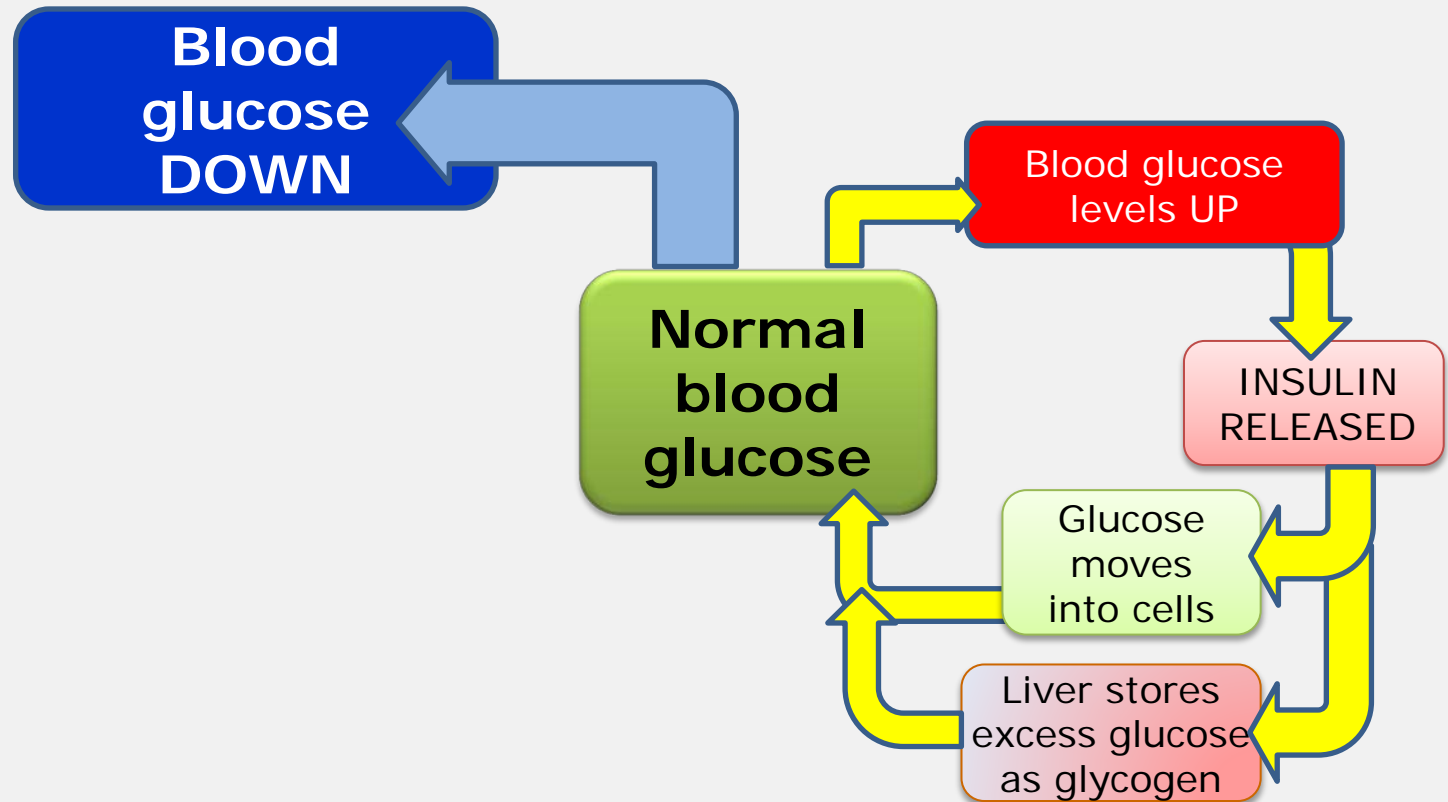 Blood
glucose
DOWN
Blood glucose
levels UP
Normal
blood
glucose
INSULIN
RELEASED
Glucose
moves
into cells
Liver stores
excess glucose
as glycogen